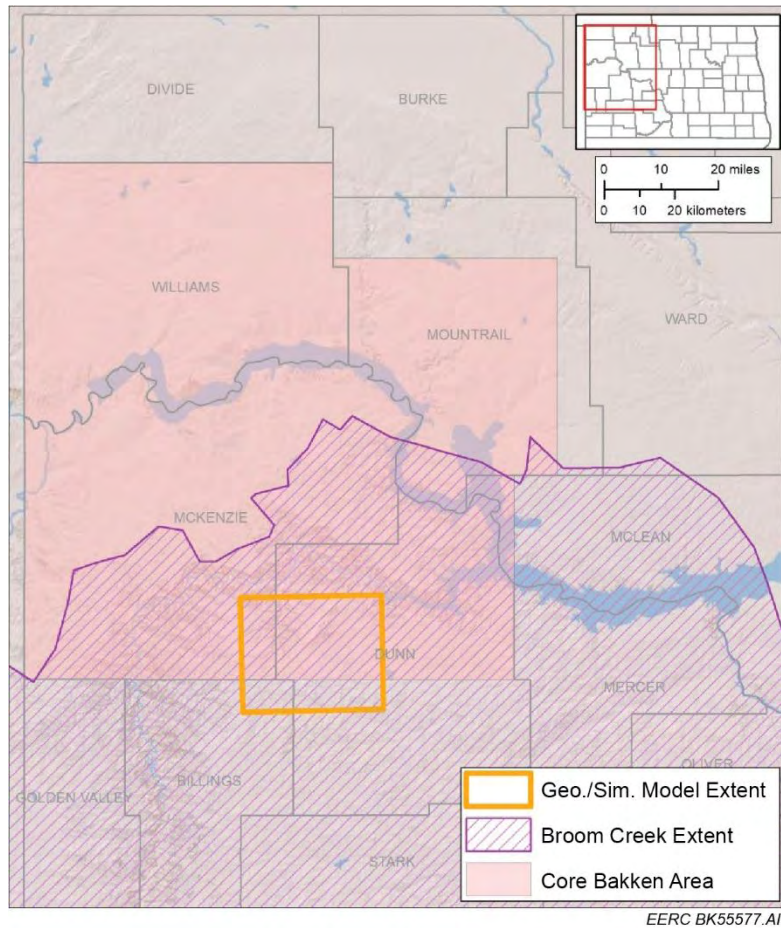 DIVIDE
BURKE
0 10 20 miles
0 10 20 kilometers
WILLIAMS
MOUNTRAIL
WARD
MCKENZIE
MCLEAN
DUNN
MERCER
GOLDEN VALLEY
BILLINGS
OLIVER
STARK
Geo./Sim. Model Extent
Broom Creek Extent
Core Bakken Area
EERC BK55577.AI